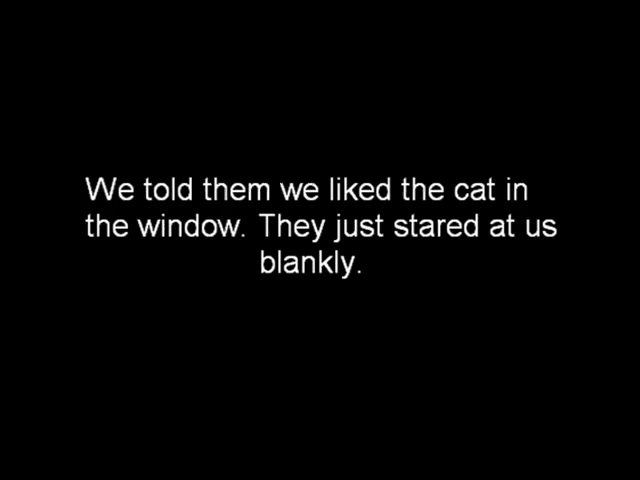 We told them we liked the cat in
the window. They just stared at us
blankly.